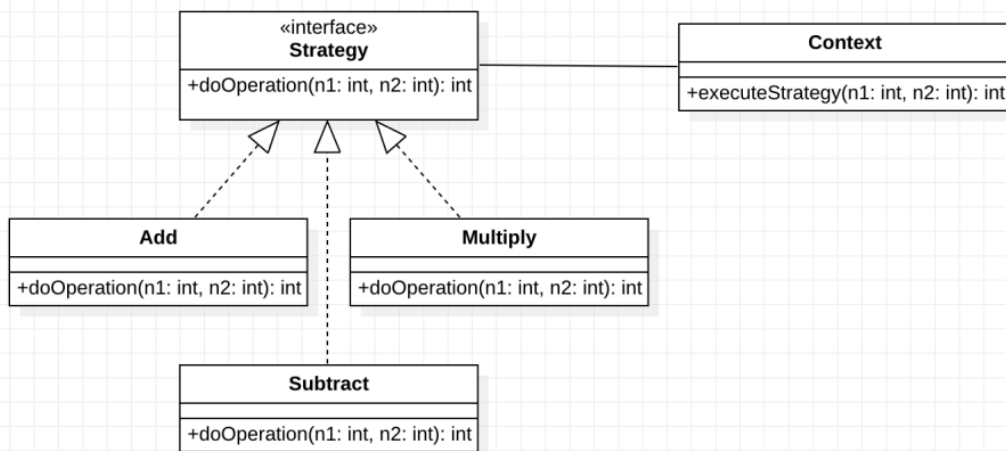 «interface»
Strategy
+doOperation(n1: int, n2: int): int
Context
+executeStrategy(n1: int, n2: int): int
Add
+doOperation(n1: int, n2: int): int
Multiply
+doOperation(n1: int, n2: int): int
Subtract
+doOperation(n1: int, n2: int): int